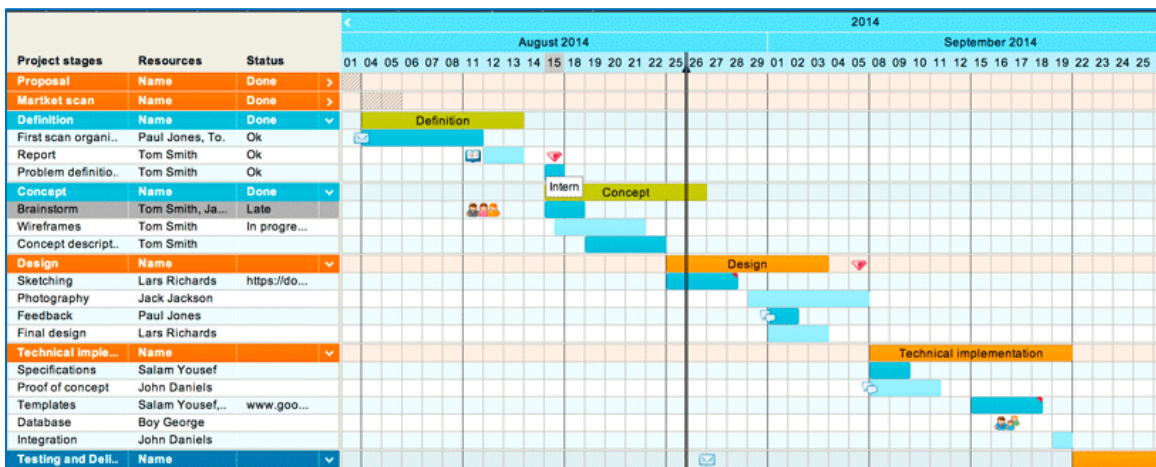 2014
August 2014 September 2014
Project stages Resources Status 01 04 05 06 07 08 11 12 13 14 15 18 19 20 21 22 25 26 27 28 29 01 02 03 04 05 08 09 10 11 12 15 16 17 18 19 22 23 24 25
Proposal Name Done
Martket scan Name Done
Definition Name Done Definition
First scan organi.. Paul Jones, To. Ok
Report Tom Smith Ok
Problem definitio.. Tom Smith Ok
Intern
Concept Name Done Concept
Brainstorm Tom Smith, Ja... Late
Wireframes Tom Smith In progre...
Concept descript.. Tom Smith
Design Name Design
Sketching Lars Richards https://do...
Photography Jack Jackson
Feedback Paul Jones
Final design Lars Richards
Technical imple... Name Technical implementation
Specifications Salam Yousef
Proof of concept John Daniels
Templates Salam Yousef,.. www.goo...
Database Boy George
Integration John Daniels
Testing and Deli.. Name